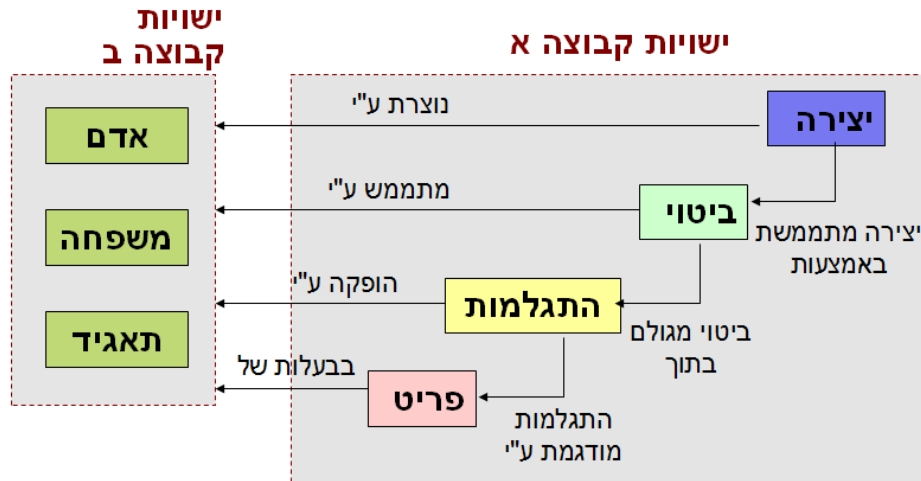 ישויות קבוצה א
יצירה
ביטוי
התגלמות
פריט
יצירה מתממשת
באמצעות
ביטוי מגולם
בתוך
התגלמות
מודגמת ע"י
נוצרת ע"י
מתממש ע"י
הופקה ע"י
בבעלות של
ישויות
קבוצה ב
אדם
משפחה
תאגיד